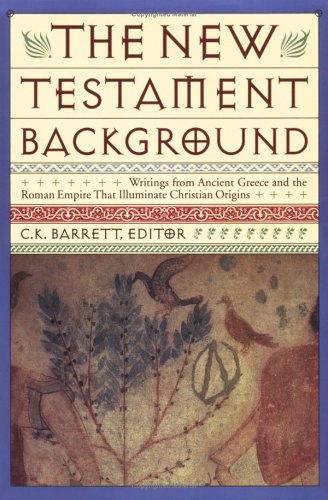 THE NEW
TESTAMENT
BACKGROUND
Writings from Ancient Greece and the
Roman Empire That Illuminate Christian Origins
C.K. BARRETT, EDITOR